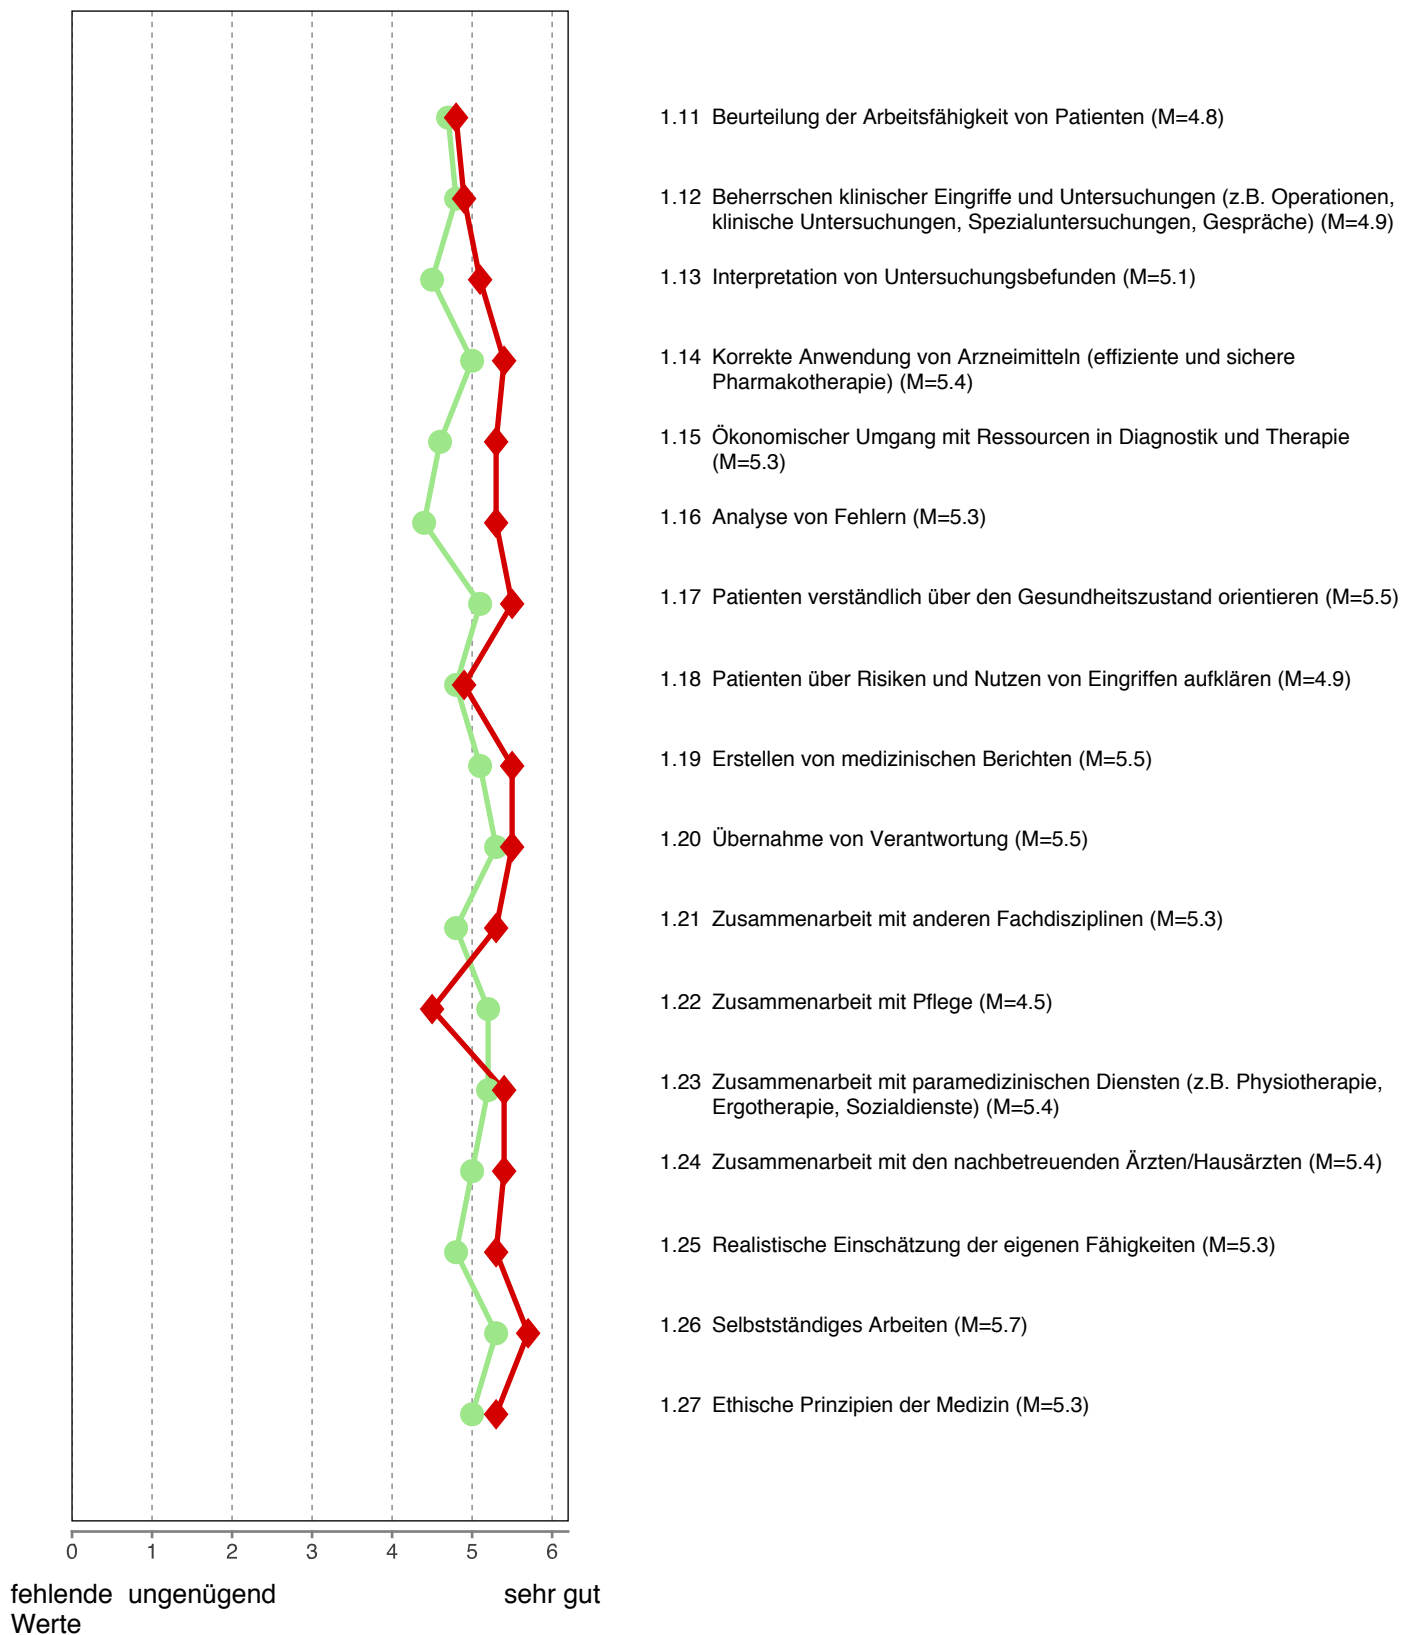 1.11 Beurteilung der Arbeitsfähigkeit von Patienten (M=4.8)
1.12 Beherrschen klinischer Eingriffe und Untersuchungen (z.B. Operationen,
klinische Untersuchungen, Spezialuntersuchungen, Gespräche) (M=4.9)
1.13 Interpretation von Untersuchungsbefunden (M=5.1)
1.14 Korrekte Anwendung von Arzneimitteln (effiziente und sichere
Pharmakotherapie) (M=5.4)
1.15 Ökonomischer Umgang mit Ressourcen in Diagnostik und Therapie
(M=5.3)
1.16 Analyse von Fehlern (M=5.3)
1.17 Patienten verständlich über den Gesundheitszustand orientieren (M=5.5)
1.18 Patienten über Risiken und Nutzen von Eingriffen aufklären (M=4.9)
1.19 Erstellen von medizinischen Berichten (M=5.5)
1.20 Übernahme von Verantwortung (M=5.5)
1.21 Zusammenarbeit mit anderen Fachdisziplinen (M=5.3)
1.22 Zusammenarbeit mit Pflege (M=4.5)
1.23 Zusammenarbeit mit paramedizinischen Diensten (z.B. Physiotherapie,
Ergotherapie, Sozialdienste) (M=5.4)
1.24 Zusammenarbeit mit den nachbetreuenden Ärzten/Hausärzten (M=5.4)
1.25 Realistische Einschätzung der eigenen Fähigkeiten (M=5.3)
1.26 Selbstständiges Arbeiten (M=5.7)
1.27 Ethische Prinzipien der Medizin (M=5.3)
0 1 2 3 4 5 6
fehlende ungenügend sehr gut
Werte